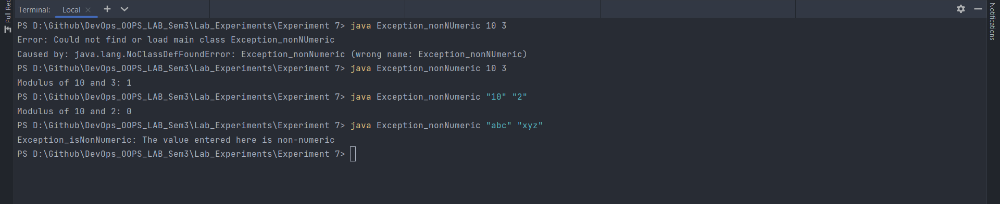 Pull Rec
Terminal: Local
PS D:\Github\DevOps_OOPS_LAB_Sem3\Lab_Experiments\Experiment 7> java Exception_nonNUmeric 10 3
Error: Could not find or load main class Exception_nonNUmeric
Caused by: java.lang.NoClassDefFoundError: Exception_nonNumeric (wrong name: Exception_nonNUmeric)
PS D:\Github\DevOps_OOPS_LAB_Sem3\Lab_Experiments\Experiment 7> java Exception_nonNumeric 10 3
Modulus of 10 and 3: 1
PS D:\Github\DevOps_OOPS_LAB_Sem3\Lab_Experiments\Experiment 7> java Exception_nonNumeric "10" "2"
Modulus of 10 and 2: 0
PS D:\Github\DevOps_OOPS_LAB_Sem3\Lab_Experiments\Experiment 7> java Exception_nonNumeric "abc" "xyz"
Exception_isNonNumeric: The value entered here is non-numeric
PS D:\Github\DevOps_OOPS_LAB_Sem3\Lab_Experiments\Experiment 7>
Notifications